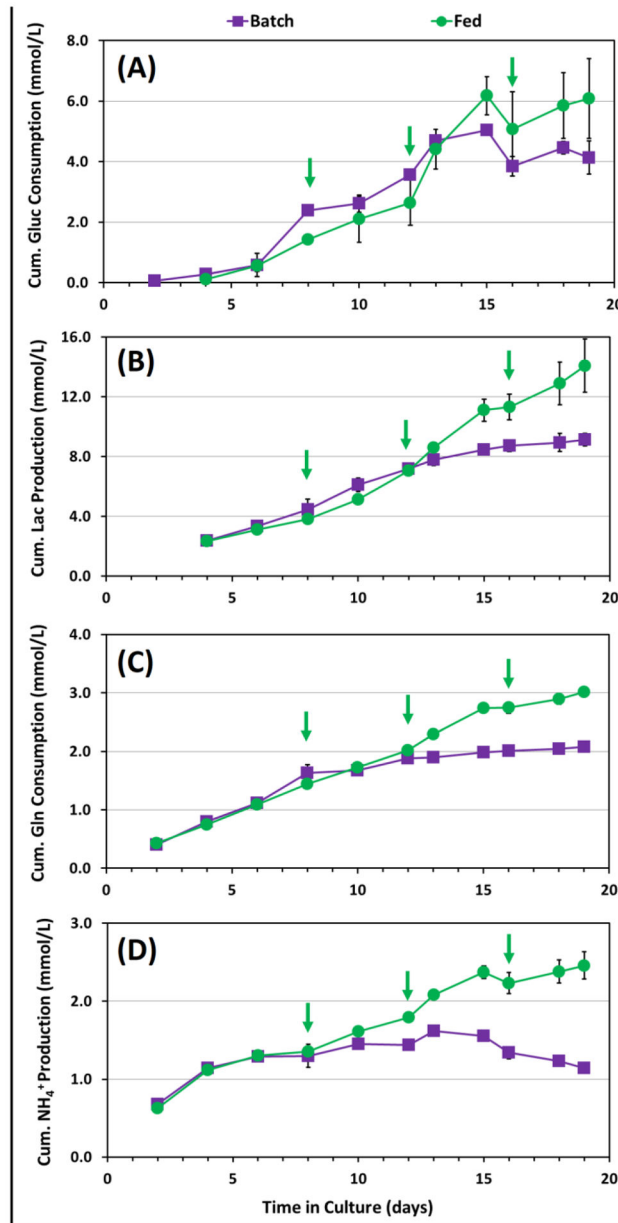 Batch Fed
(A)
Cum. Gluc Consumption (mmol/L)
8.0
6.0
4.0
2.0
0.0
0 5 10 15 20
(B)
Cum. Lac Production (mmol/L)
16.0
12.0
8.0
4.0
0.0
0 5 10 15 20
(C)
Cum. Gln Consumption (mmol/L)
4.0
3.0
2.0
1.0
0.0
0 5 10 15 20
(D)
Cum. NH₄⁺ Production (mmol/L)
3.0
2.0
1.0
0.0
0 5 10 15 20
Time in Culture (days)